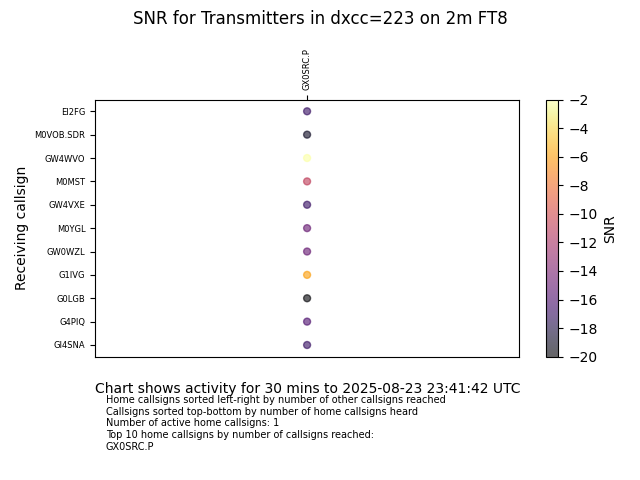 SNR for Transmitters in dxcc=223 on 2m FT8
GX0SRC.P
EI2FG
M0VOB.SDR
GW4WVO
M0MST
GW4VXE
M0YGL
GW0WZL
G1IVG
G0LGB
G4PIQ
GI4SNA
Receiving callsign
−2
−4
−6
−8
−10
−12
−14
−16
−18
−20
SNR
Chart shows activity for 30 mins to 2025-08-23 23:41:42 UTC
Home callsigns sorted left-right by number of other callsigns reached
Callsigns sorted top-bottom by number of home callsigns heard
Number of active home callsigns: 1
Top 10 home callsigns by number of callsigns reached:
GX0SRC.P